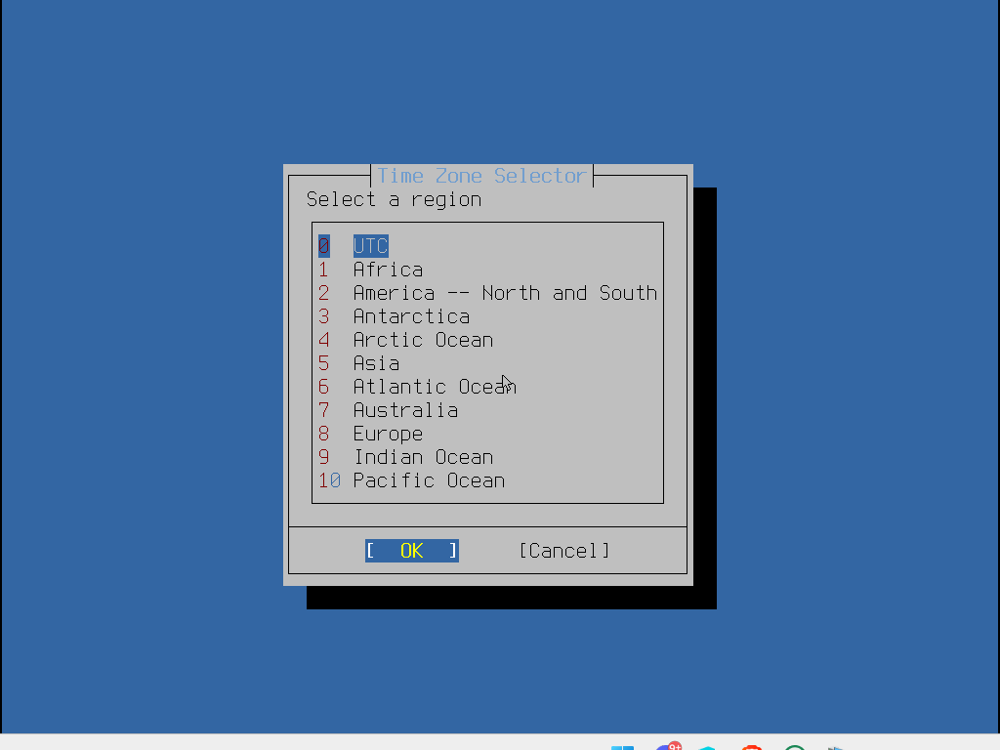 Time Zone Selector
Select a region
0 UTC
1 Africa
2 America -- North and South
3 Antarctica
4 Arctic Ocean
5 Asia
6 Atlantic Ocean
7 Australia
8 Europe
9 Indian Ocean
10 Pacific Ocean
[ OK ] [Cancel]
9+